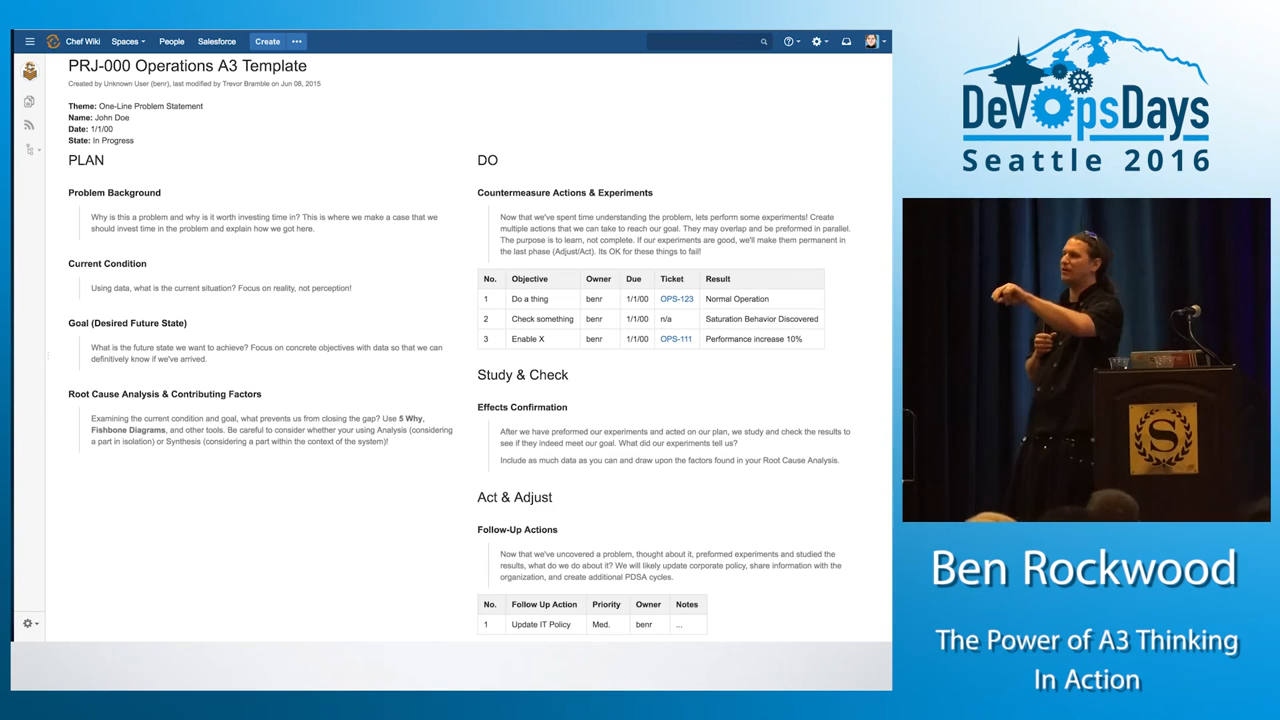 Chef Wiki Spaces People Salesforce Create •••
PRJ-000 Operations A3 Template
Created by Unknown User (benr), last modified by Trevor Bramble on Jun 08, 2015
Theme: One-Line Problem Statement
Name: John Doe
Date: 1/1/00
State: In Progress
PLAN
Problem Background
Why is this a problem and why is it worth investing time in? This is where we make a case that we
should invest time in the problem and explain how we got here.
Current Condition
Using data, what is the current situation? Focus on reality, not perception!
Goal (Desired Future State)
What is the future state we want to achieve? Focus on concrete objectives with data so that we can
definitively know if we've arrived.
Root Cause Analysis & Contributing Factors
Examining the current condition and goal, what prevents us from closing the gap? Use 5 Why,
Fishbone Diagrams, and other tools. Be careful to consider whether your using Analysis (considering
a part in isolation) or Synthesis (considering a part within the context of the system)!
DO
Countermeasure Actions & Experiments
Now that we've spent time understanding the problem, lets perform some experiments! Create
multiple actions that we can take to reach our goal. They may overlap and be preformed in parallel.
The purpose is to learn, not complete. If our experiments are good, we'll make them permanent in
the last phase (Adjust/Act). Its OK for these things to fail!
No. Objective Owner Due Ticket Result
1 Do a thing benr 1/1/00 OPS-123 Normal Operation
2 Check something benr 1/1/00 n/a Saturation Behavior Discovered
3 Enable X benr 1/1/00 OPS-111 Performance increase 10%
Study & Check
Effects Confirmation
After we have preformed our experiments and acted on our plan, we study and check the results to
see if they indeed meet our goal. What did our experiments tell us?
Include as much data as you can and draw upon the factors found in your Root Cause Analysis.
Act & Adjust
Follow-Up Actions
Now that we've uncovered a problem, thought about it, preformed experiments and studied the
results, what do we do about it? We will likely update corporate policy, share information with the
organization, and create additional PDSA cycles.
No. Follow Up Action Priority Owner Notes
1 Update IT Policy Med. benr ...
DevOpsDays
Seattle 2016
S
Ben Rockwood
The Power of A3 Thinking
In Action